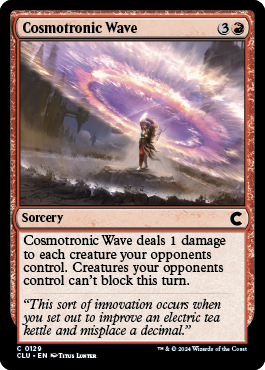 Cosmotronic Wave 3
Sorcery
Cosmotronic Wave deals 1 damage
to each creature your opponents
control. Creatures your opponents
control can't block this turn.
"This sort of innovation occurs when
you set out to improve an electric tea
kettle and misplace a decimal."
C 0129
CLU • EN Titus Lunter
™ & © 2024 Wizards of the Coast